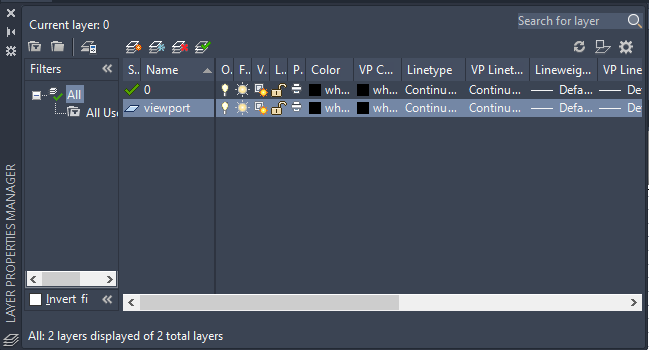 Current layer: 0
Search for layer
Filters
S.. Name O. F.. V. L.. P. Color VP C... Linetype VP Linet... Lineweig... VP Line
All
0 wh... wh... Continu... Continu... Defa... De
viewport wh... wh... Continu... Continu... Defa... De
All Use
Invert fi
All: 2 layers displayed of 2 total layers
LAYER PROPERTIES MANAGER